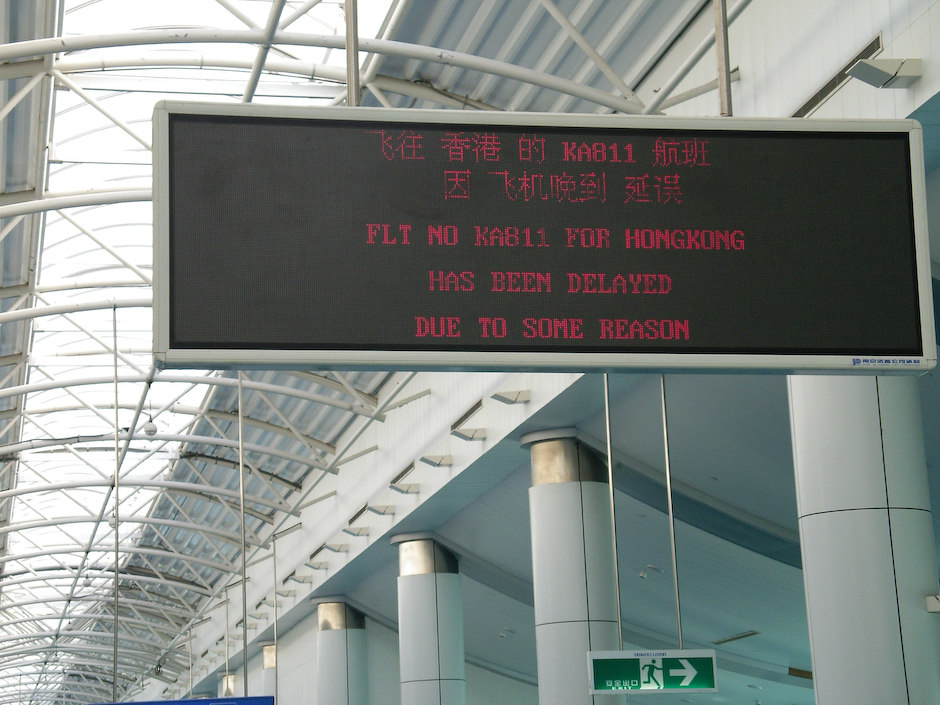 飞往 香港 的 KA811 航班
因 飞机晚到 延误
FLT NO KA811 FOR HONGKONG
HAS BEEN DELAYED
DUE TO SOME REASON
安全出口
EXIT